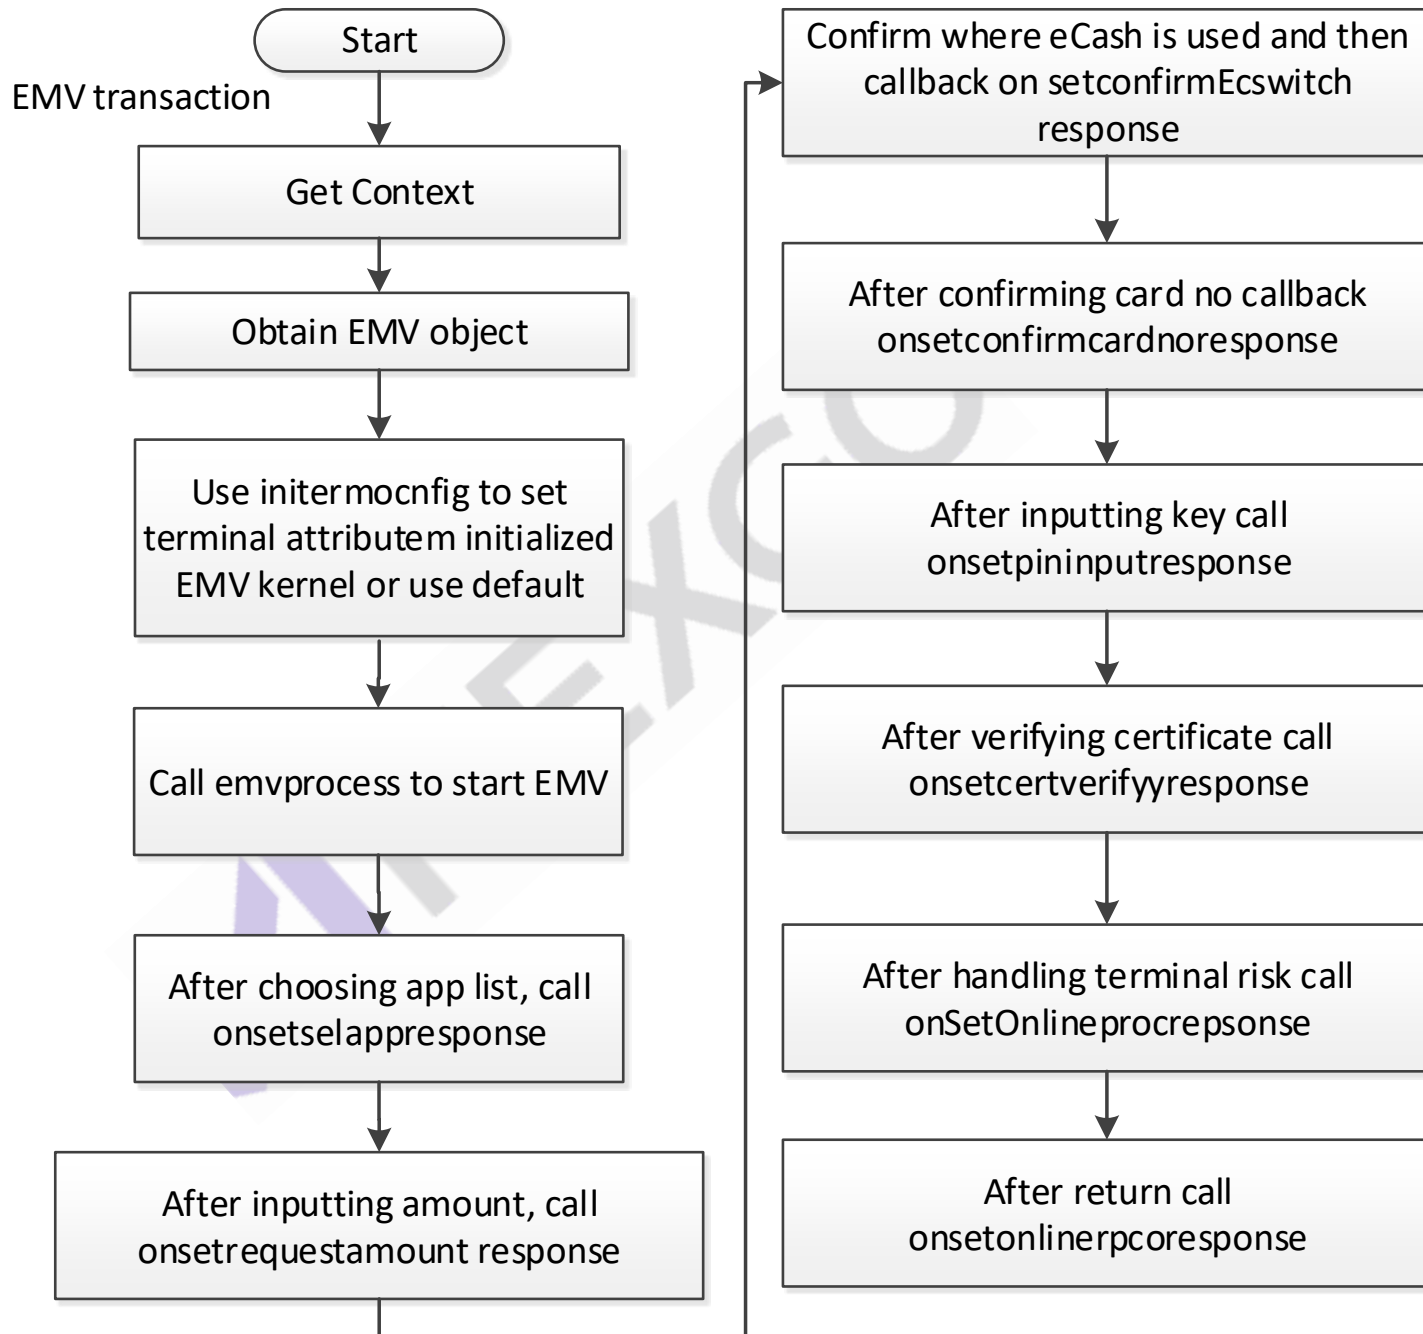 Start
EMV transaction
Get Context
Obtain EMV object
Use initermocnfig to set
terminal attributem initialized
EMV kernel or use default
Call emvprocess to start EMV
After choosing app list, call
onsetselappresponse
After inputting amount, call
onsetrequestamount response
Confirm where eCash is used and then
callback on setconfirmEcswitch
response
After confirming card no callback
onsetconfirmcardnoresponse
After inputting key call
onsetpininputresponse
After verifying certificate call
onsetcertverifyyresponse
After handling terminal risk call
onSetOnlineprocrepsonse
After return call
onsetonlinerpcoresponse